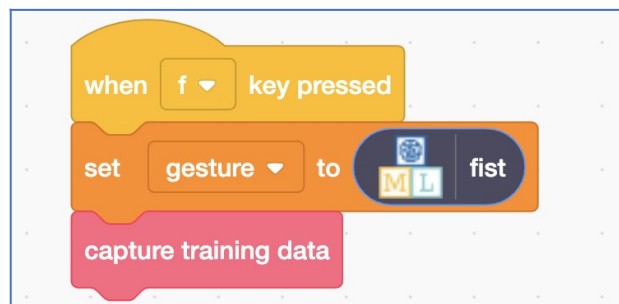 when f key pressed
set gesture to ML fist
capture training data